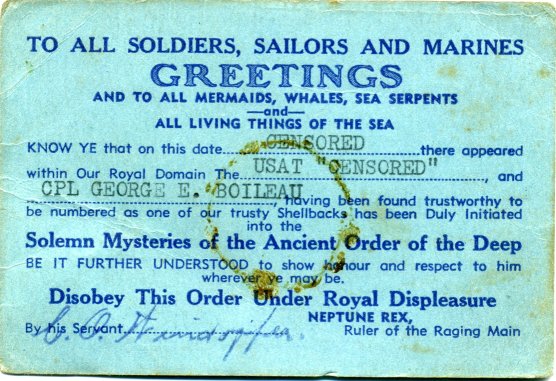 TO ALL SOLDIERS, SAILORS AND MARINES
GREETINGS
AND TO ALL MERMAIDS, WHALES, SEA SERPENTS
—and—
ALL LIVING THINGS OF THE SEA
KNOW YE that on this date CENSORED there appeared
within Our Royal Domain The USAT "CENSORED", and
CPL GEORGE E. BOILEAU, having been found trustworthy to
be numbered as one of our trusty Shellbacks has been Duly Initiated
into the
Solemn Mysteries of the Ancient Order of the Deep
BE IT FURTHER UNDERSTOOD to show honour and respect to him
wherever ye may be.
Disobey This Order Under Royal Displeasure
NEPTUNE REX,
By his Servant Ruler of the Raging Main